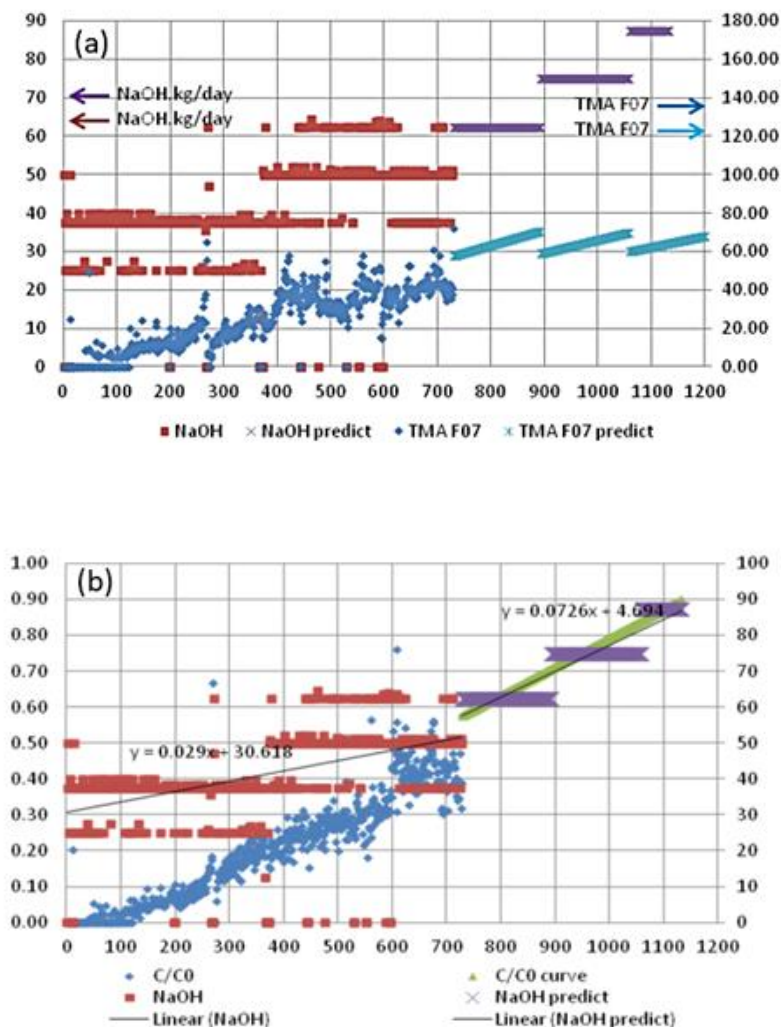 90 180.00
(a)
80 160.00
70 NaOH.kg/day TMA F07 140.00
60 NaOH.kg/day TMA F07 120.00
50 100.00
40 80.00
30 60.00
20 40.00
10 20.00
0 0.00
0 100 200 300 400 500 600 700 800 900 1000 1100 1200
NaOH NaOH predict TMA F07 TMA F07 predict
1.00 100
(b)
0.90 90
y = 0.0726x + 4.694
0.80 80
0.70 70
0.60 60
0.50 50
y = 0.029x + 30.618
0.40 40
0.30 30
0.20 20
0.10 10
0.00 0
0 100 200 300 400 500 600 700 800 900 1000 1100 1200
C/C0 C/C0 curve
NaOH NaOH predict
Linear (NaOH) Linear (NaOH predict)